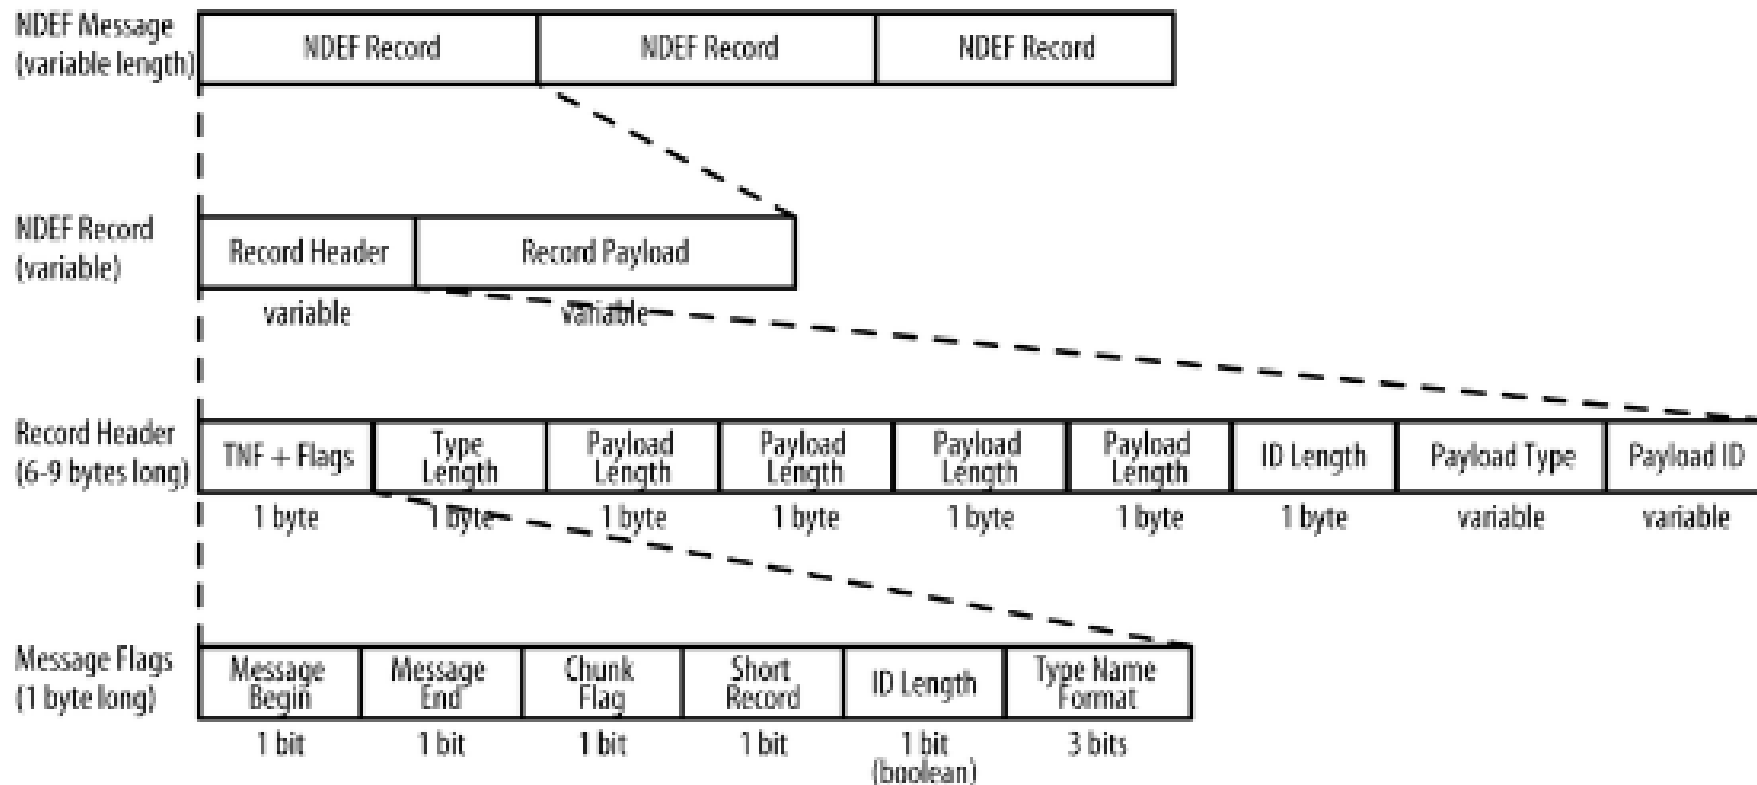 NDEF Message
(variable length)
NDEF Record
NDEF Record
NDEF Record
NDEF Record
(variable)
Record Header
Record Payload
variable
variable
Record Header
(6-9 bytes long)
TNF + Flags
Type
Length
Payload
Length
Payload
Length
Payload
Length
Payload
Length
ID Length
Payload Type
Payload ID
1 byte
1 byte
1 byte
1 byte
1 byte
1 byte
1 byte
variable
variable
Message Flags
(1 byte long)
Message
Begin
Message
End
Chunk
Flag
Short
Record
ID Length
Type Name
Format
1 bit
1 bit
1 bit
1 bit
1 bit
(boolean)
3 bits